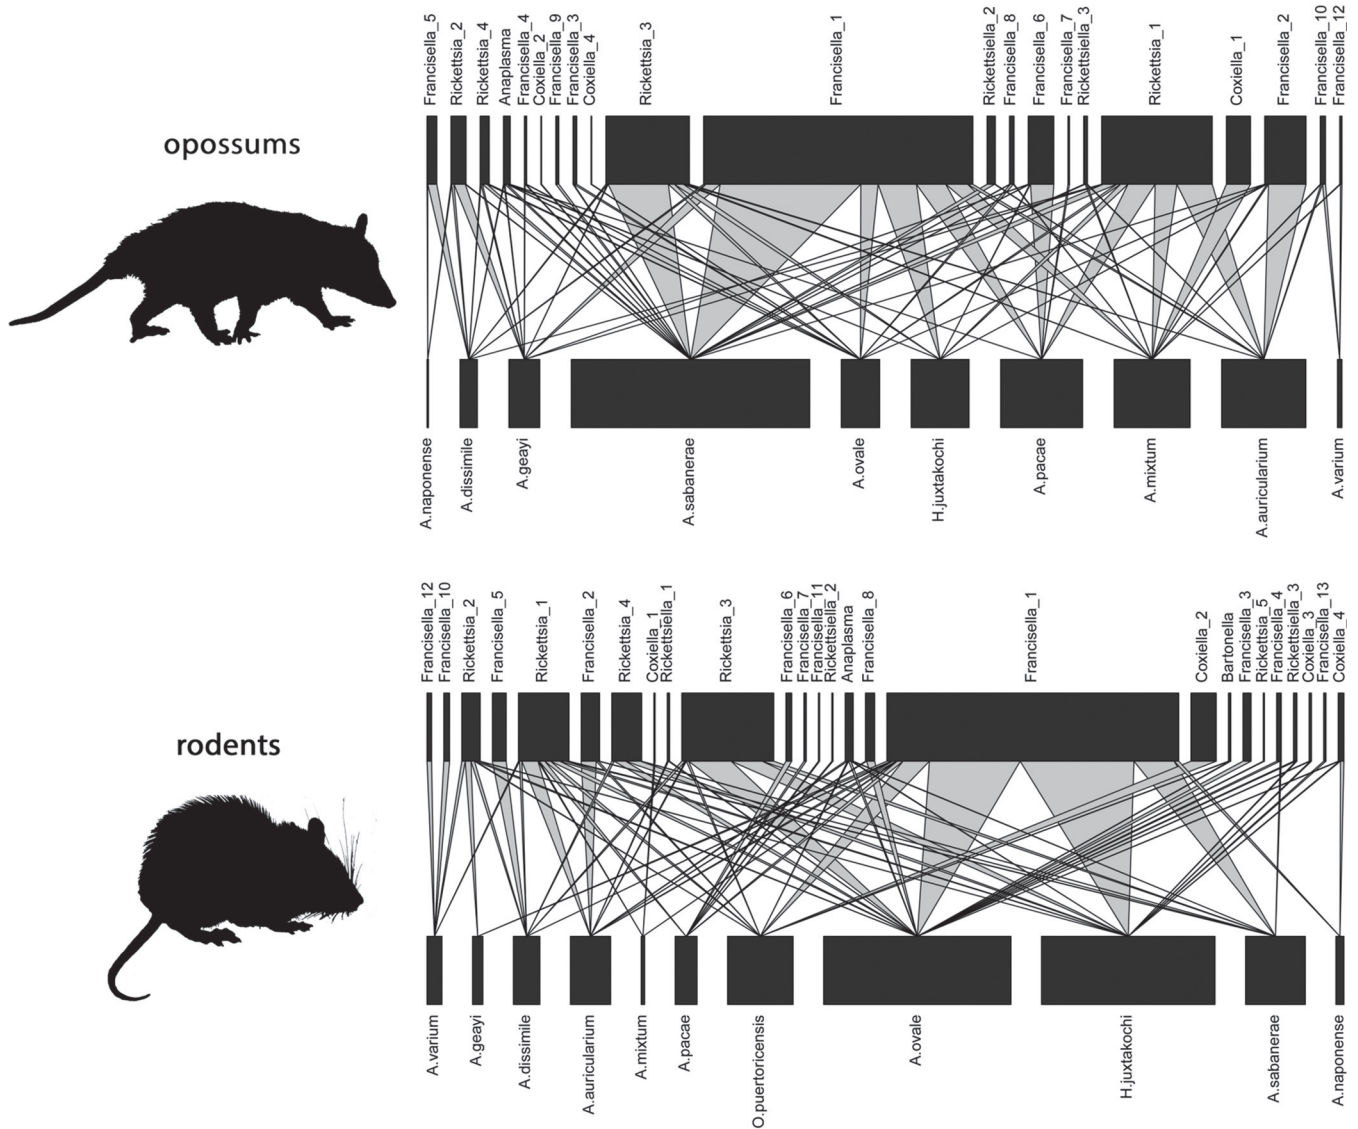 Francisella_5
Rickettsia_2
Rickettsia_4
Anaplasma
Francisella_4
Coxiella_2
Francisella_9
Francisella_3
Coxiella_4
Rickettsia_3
Francisella_1
Rickettsiella_2
Francisella_8
Francisella_6
Francisella_7
Rickettsiella_3
Rickettsia_1
Coxiella_1
Francisella_2
Francisella_10
Francisella_12
opossums
A.naponense
A.dissimile
A.geayi
A.sabanerae
A.ovale
H.juxtakochi
A.pacae
A.mixtum
A.auricularium
A.varium
Francisella_12
Francisella_10
Rickettsia_2
Francisella_5
Rickettsia_1
Francisella_2
Rickettsia_4
Coxiella_1
Rickettsiella_1
Rickettsia_3
Francisella_6
Francisella_7
Francisella_11
Rickettsiella_2
Anaplasma
Francisella_8
Francisella_1
Coxiella_2
Bartonella
Francisella_3
Rickettsia_5
Francisella_4
Rickettsiella_3
Coxiella_3
Francisella_13
Coxiella_4
rodents
A.varium
A.geayi
A.dissimile
A.auricularium
A.mixtum
A.pacae
O.puertoricensis
A.ovale
H.juxtakochi
A.sabanerae
A.naponense